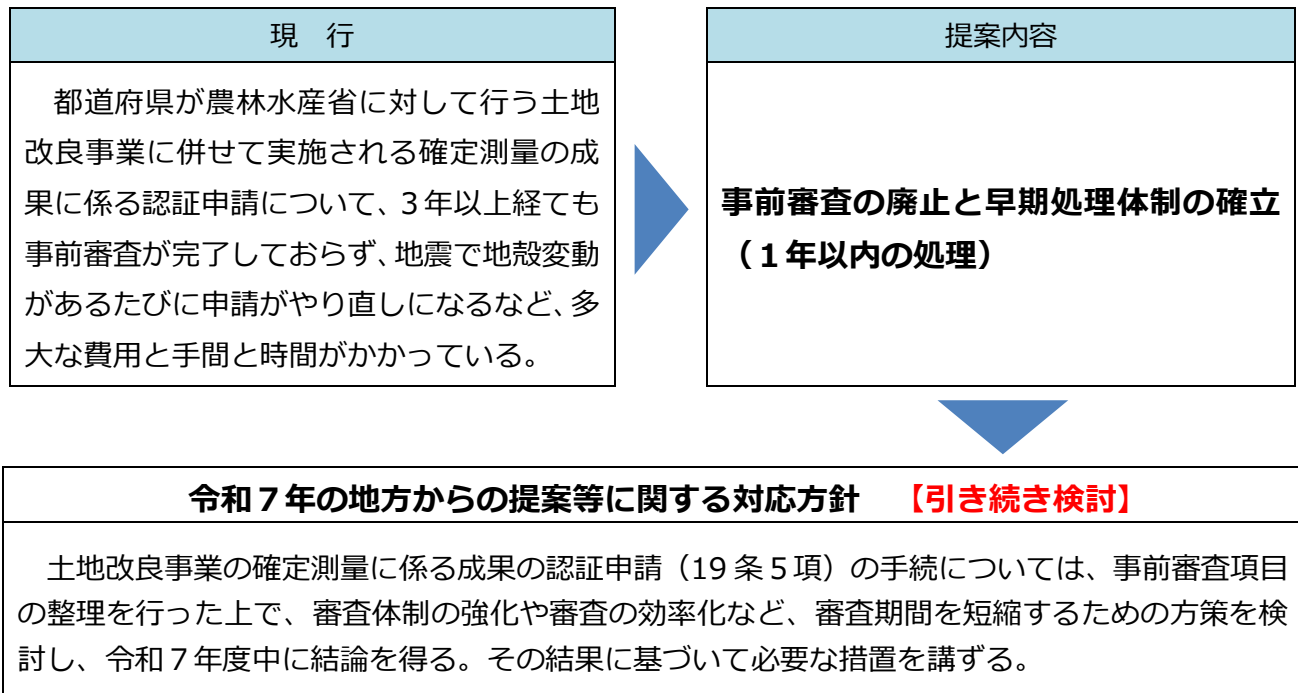 現　行
都道府県が農林水産省に対して行う土地
改良事業に併せて実施される確定測量の成
果に係る認証申請について、３年以上経ても
事前審査が完了しておらず、地震で地殻変動
があるたびに申請がやり直しになるなど、多
大な費用と手間と時間がかかっている。
提案内容
事前審査の廃止と早期処理体制の確立
（１年以内の処理）
令和７年の地方からの提案等に関する対応方針　【引き続き検討】
土地改良事業の確定測量に係る成果の認証申請（19 条５項）の手続については、事前審査項目
の整理を行った上で、審査体制の強化や審査の効率化など、審査期間を短縮するための方策を検
討し、令和７年度中に結論を得る。その結果に基づいて必要な措置を講ずる。